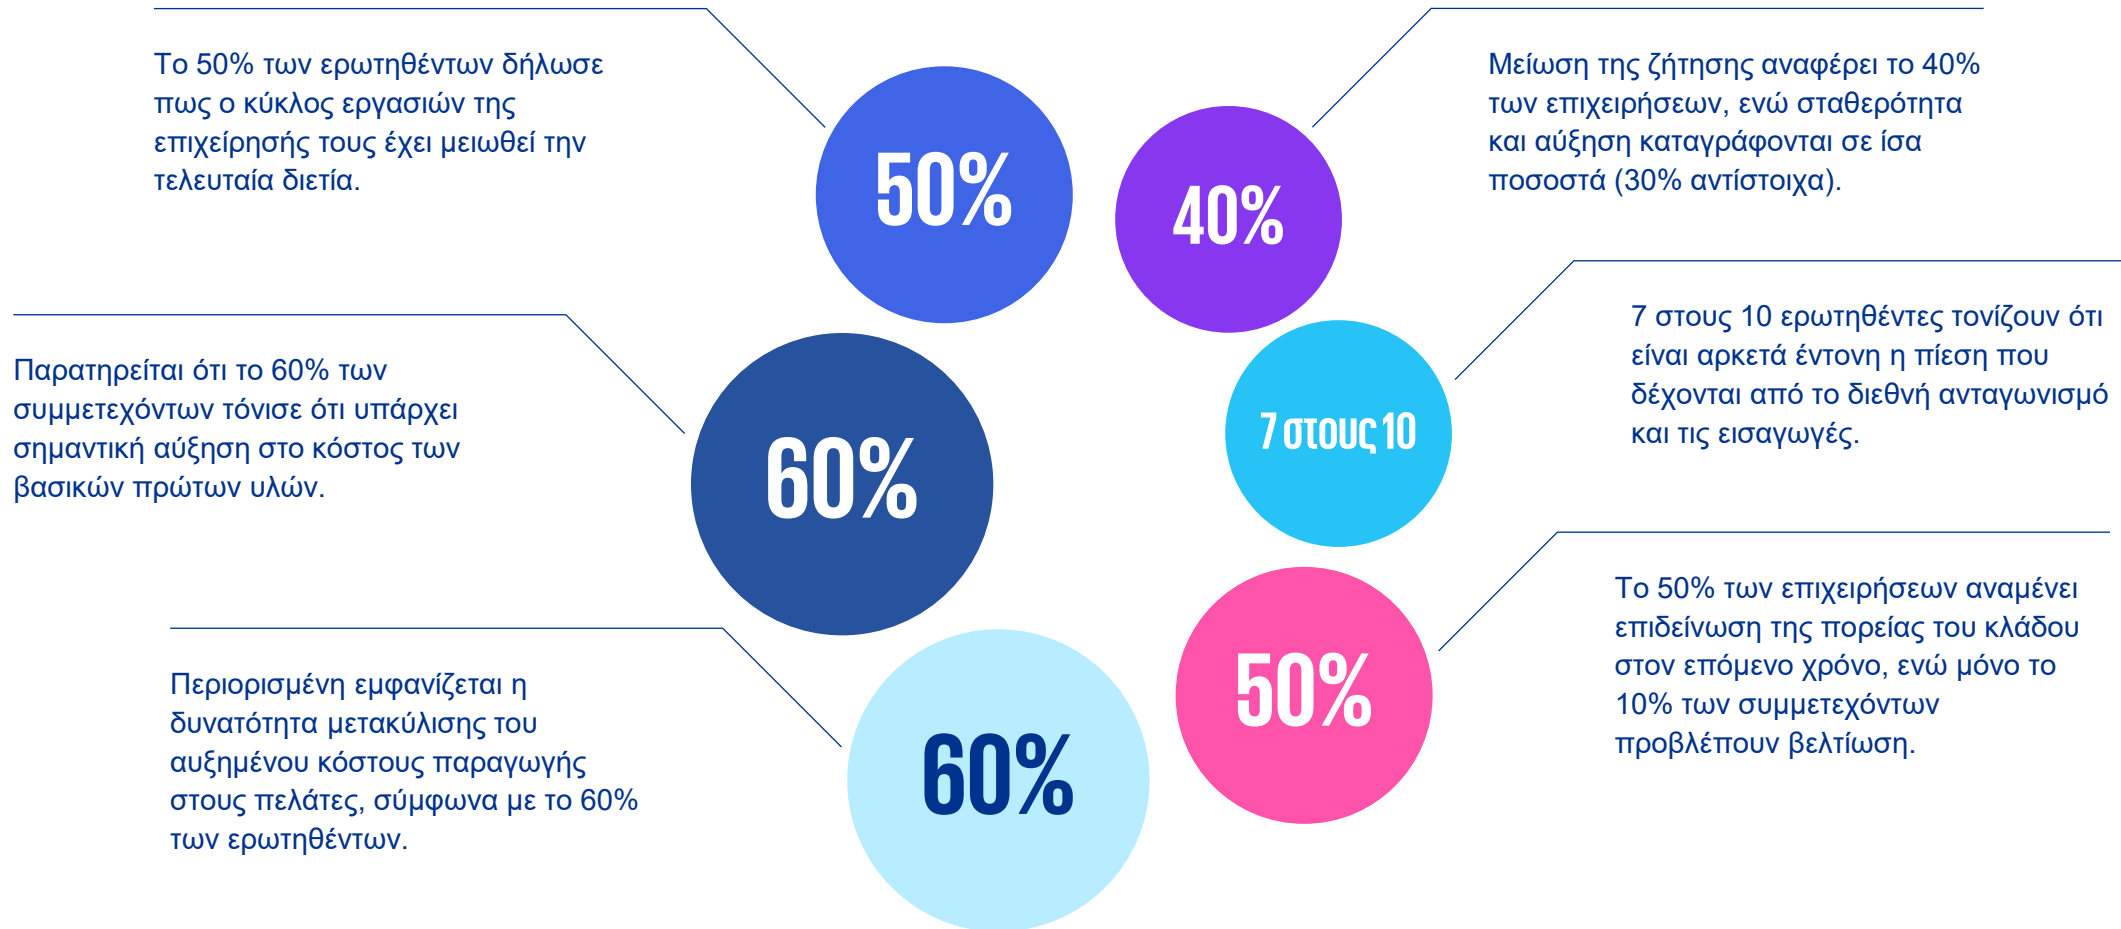 Το 50% των ερωτηθέντων δήλωσε
πως ο κύκλος εργασιών της
επιχείρησής τους έχει μειωθεί την
τελευταία διετία.
50%
Μείωση της ζήτησης αναφέρει το 40%
των επιχειρήσεων, ενώ σταθερότητα
και αύξηση καταγράφονται σε ίσα
ποσοστά (30% αντίστοιχα).
40%
Παρατηρείται ότι το 60% των
συμμετεχόντων τόνισε ότι υπάρχει
σημαντική αύξηση στο κόστος των
βασικών πρώτων υλών.
60%
7 στους 10 ερωτηθέντες τονίζουν ότι
είναι αρκετά έντονη η πίεση που
δέχονται από το διεθνή ανταγωνισμό
και τις εισαγωγές.
7 στους 10
Περιορισμένη εμφανίζεται η
δυνατότητα μετακύλισης του
αυξημένου κόστους παραγωγής
στους πελάτες, σύμφωνα με το 60%
των ερωτηθέντων.
60%
Το 50% των επιχειρήσεων αναμένει
επιδείνωση της πορείας του κλάδου
στον επόμενο χρόνο, ενώ μόνο το
10% των συμμετεχόντων
προβλέπουν βελτίωση.
50%